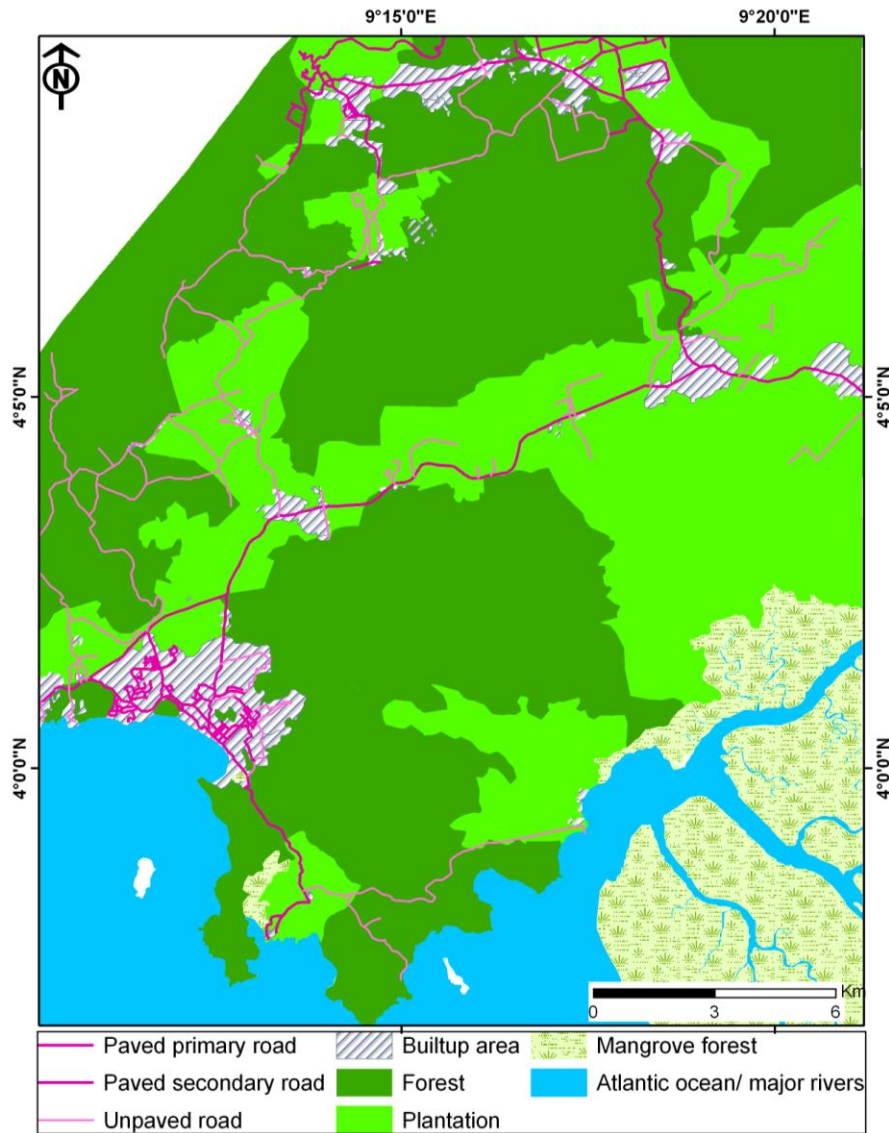 9°15'0"E
9°20'0"E
N
4°5'0"N
4°5'0"N
4°0'0"N
4°0'0"N
Km
0
3
6
Paved primary road
Builtup area
Mangrove forest
Paved secondary road
Forest
Atlantic ocean/ major rivers
Unpaved road
Plantation